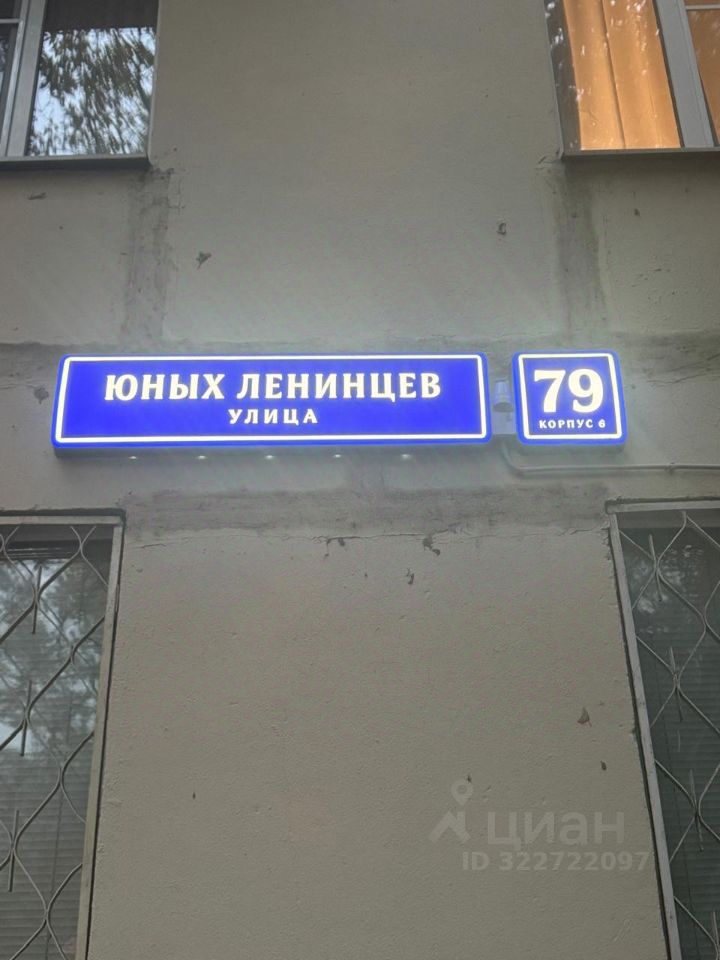 ЮНЫХ ЛЕНИНЦЕВ
УЛИЦА
79
КОРПУС 6
циан
ID 322722097